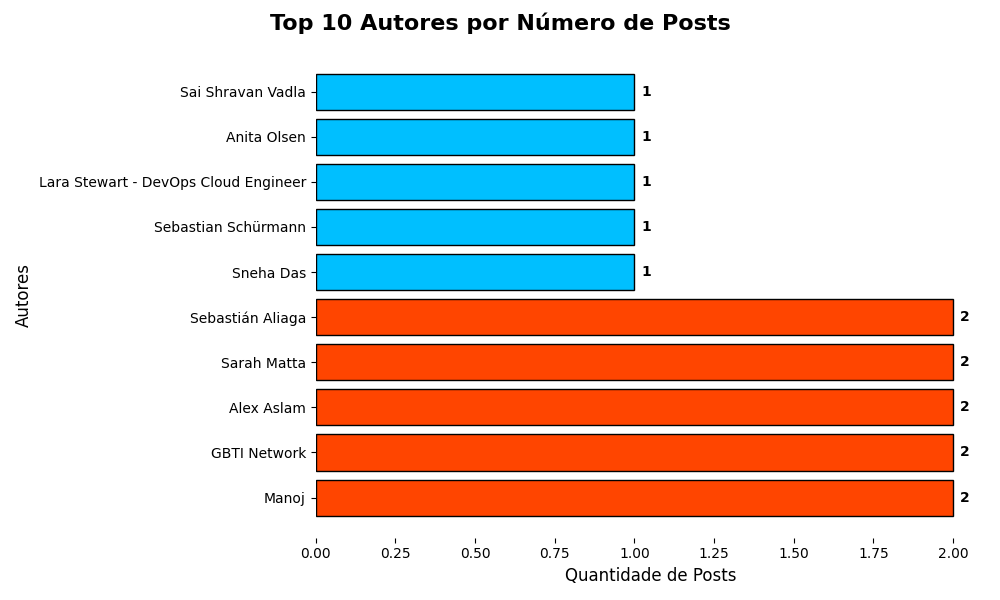 Top 10 Autores por Número de Posts
Sai Shravan Vadla 1
Anita Olsen 1
Lara Stewart - DevOps Cloud Engineer 1
Sebastian Schürmann 1
Sneha Das 1
Sebastián Aliaga 2
Sarah Matta 2
Alex Aslam 2
GBTI Network 2
Manoj 2
Autores
0.00 0.25 0.50 0.75 1.00 1.25 1.50 1.75 2.00
Quantidade de Posts